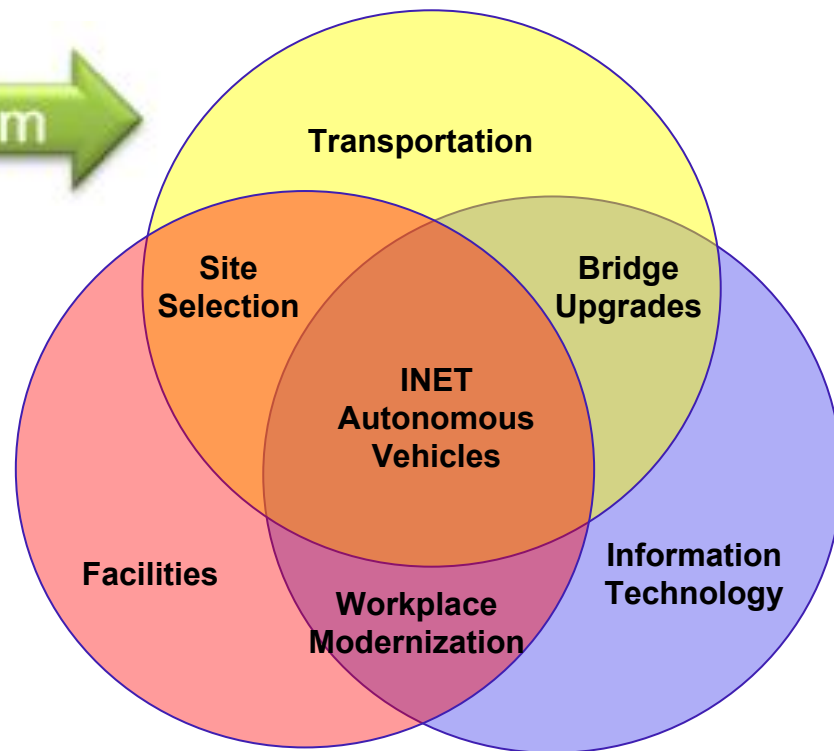 m
Transportation
Site
Selection
Bridge
Upgrades
INET
Autonomous
Vehicles
Facilities
Information
Technology
Workplace
Modernization